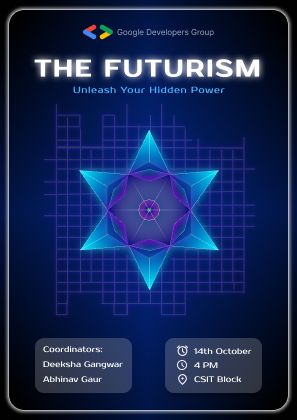 Google Developers Group
THE FUTURISM
Unleash Your Hidden Power
Coordinators:
Deeksha Gangwar
Abhinav Gaur
14th October
4 PM
CSIT Block